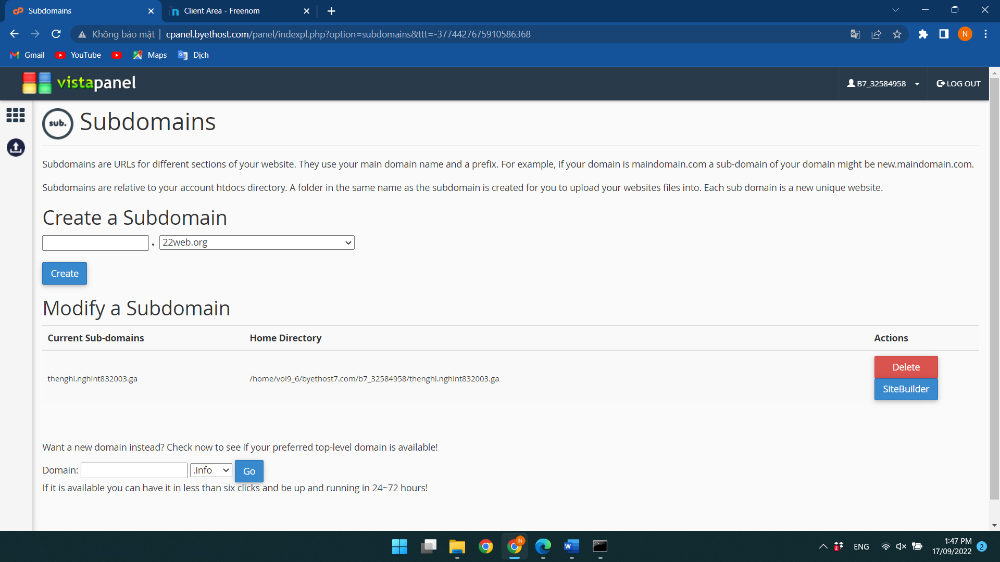 Subdomains
Client Area - Freenom
Không bảo mật
cpanel.byethost.com/panel/indexpl.php?option=subdomains&ttt=-3774427675910586368
N
Gmail
YouTube
Maps
Dịch
vistapanel
B7_32584958
LOG OUT
sub.
Subdomains
Subdomains are URLs for different sections of your website. They use your main domain name and a prefix. For example, if your domain is maindomain.com a sub-domain of your domain might be new.maindomain.com.
Subdomains are relative to your account htdocs directory. A folder in the same name as the subdomain is created for you to upload your websites files into. Each sub domain is a new unique website.
Create a Subdomain
. 22web.org
Create
Modify a Subdomain
Current Sub-domains Home Directory Actions
thenghi.nghint832003.ga /home/vol9_6/byethost7.com/b7_32584958/thenghi.nghint832003.ga
Delete
SiteBuilder
Want a new domain instead? Check now to see if your preferred top-level domain is available!
Domain: .info Go
If it is available you can have it in less than six clicks and be up and running in 24~72 hours!
N
W
2
ENG
1:47 PM
17/09/2022
2